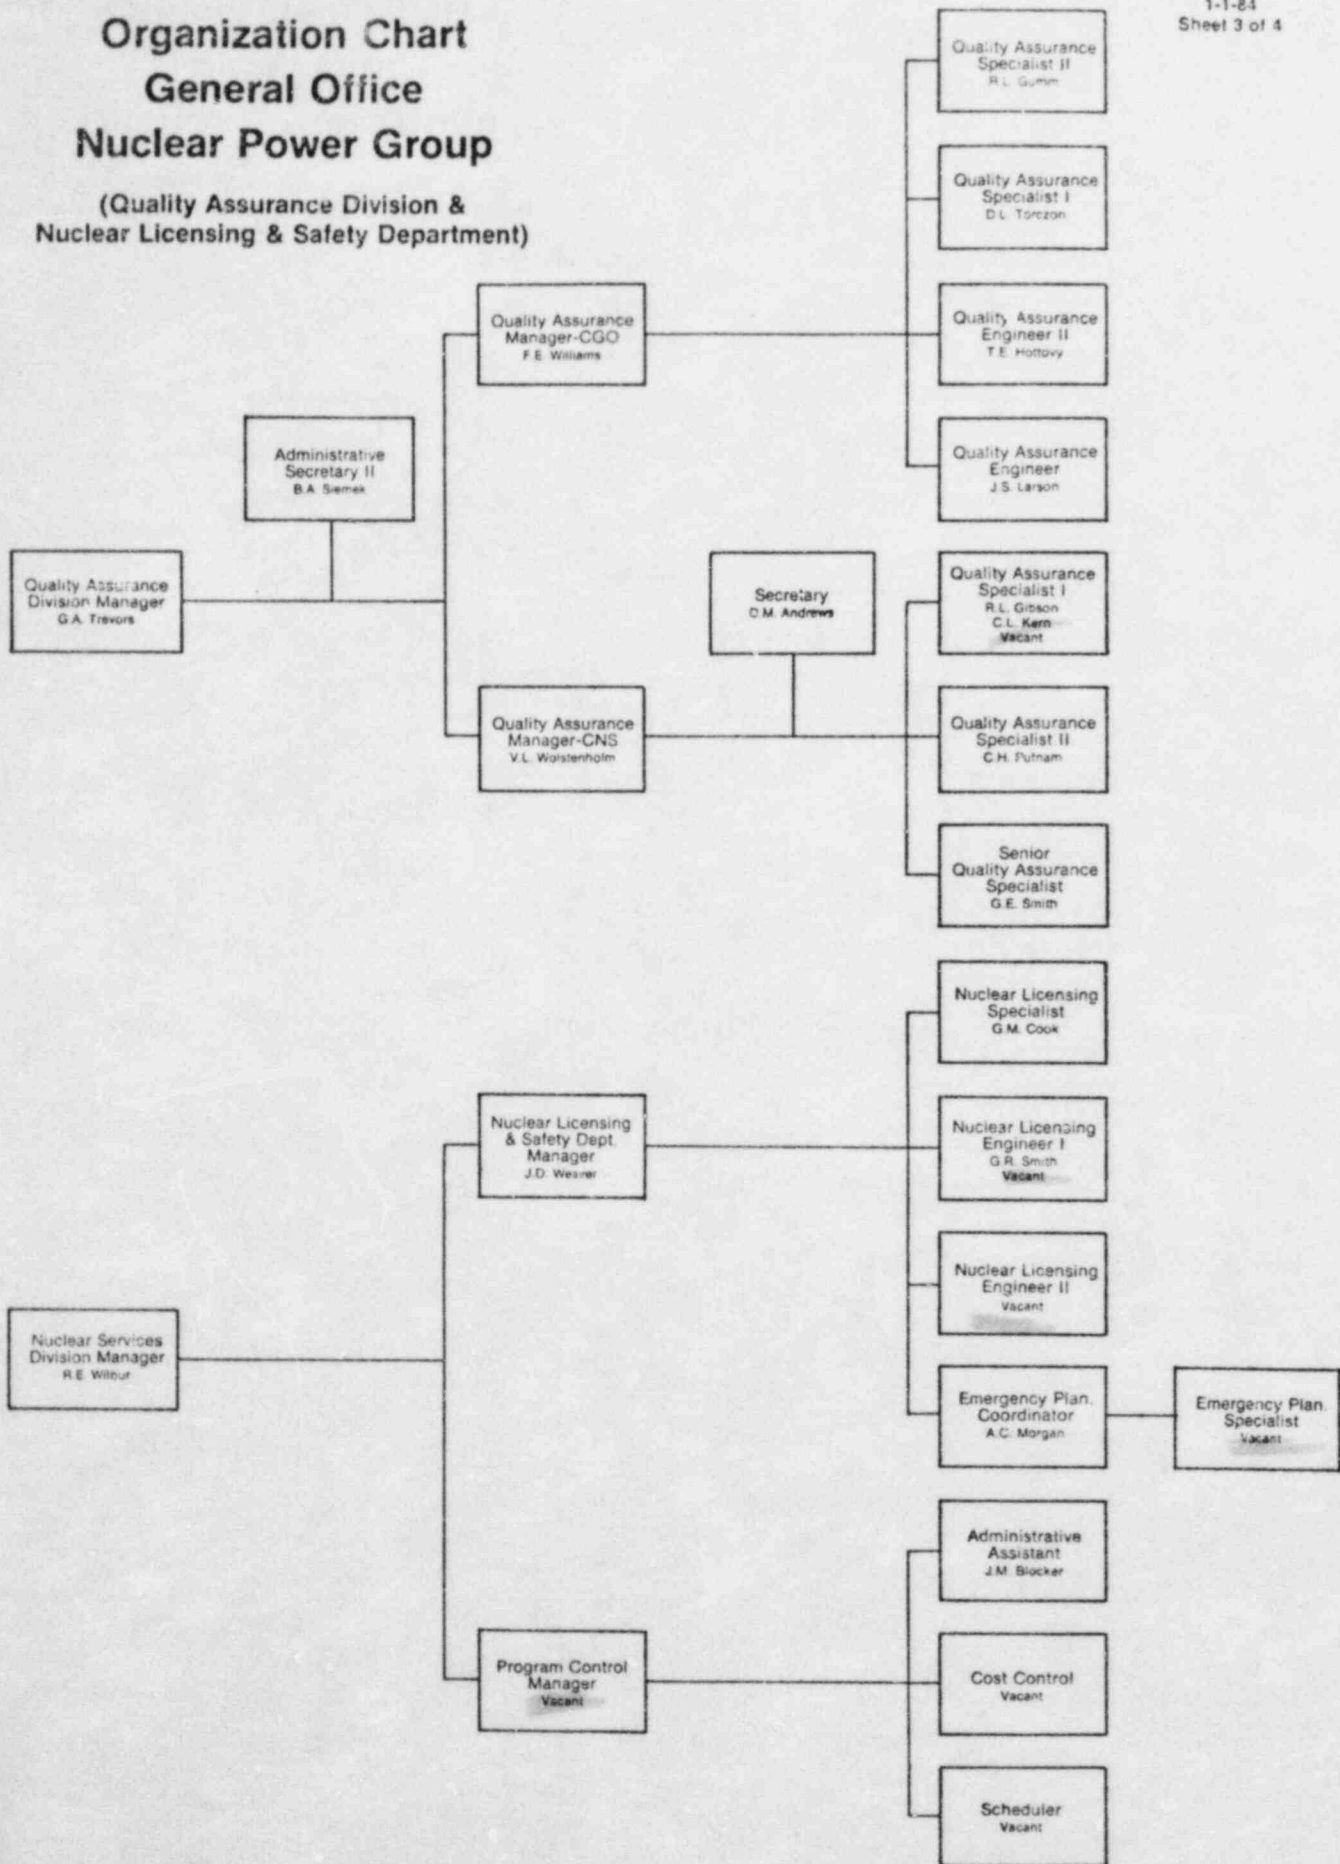 Organization Chart
General Office
Nuclear Power Group
(Quality Assurance Division &
Nuclear Licensing & Safety Department)
1-1-84
Sheet 3 of 4
Quality Assurance
Specialist II
R.L. Gumm
Quality Assurance
Specialist I
D.L. Torczon
Quality Assurance
Manager-CGO
F.E. Williams
Quality Assurance
Engineer II
T.E. Hottovy
Administrative
Secretary II
B.A. Siemek
Quality Assurance
Engineer
J.S. Larson
Quality Assurance
Division Manager
G.A. Trevors
Secretary
D.M. Andrews
Quality Assurance
Specialist I
R.L. Gibson
C.L. Kern
Vacant
Quality Assurance
Manager-CNS
V.L. Wolstenholm
Quality Assurance
Specialist II
C.H. Putnam
Senior
Quality Assurance
Specialist
G.E. Smith
Nuclear Licensing
Specialist
G.M. Cook
Nuclear Licensing
& Safety Dept.
Manager
J.D. Weaver
Nuclear Licensing
Engineer I
G.R. Smith
Vacant
Nuclear Licensing
Engineer II
Vacant
Nuclear Services
Division Manager
R.E. Wilbur
Emergency Plan.
Coordinator
A.C. Morgan
Emergency Plan.
Specialist
Vacant
Administrative
Assistant
J.M. Blocker
Program Control
Manager
Vacant
Cost Control
Vacant
Scheduler
Vacant